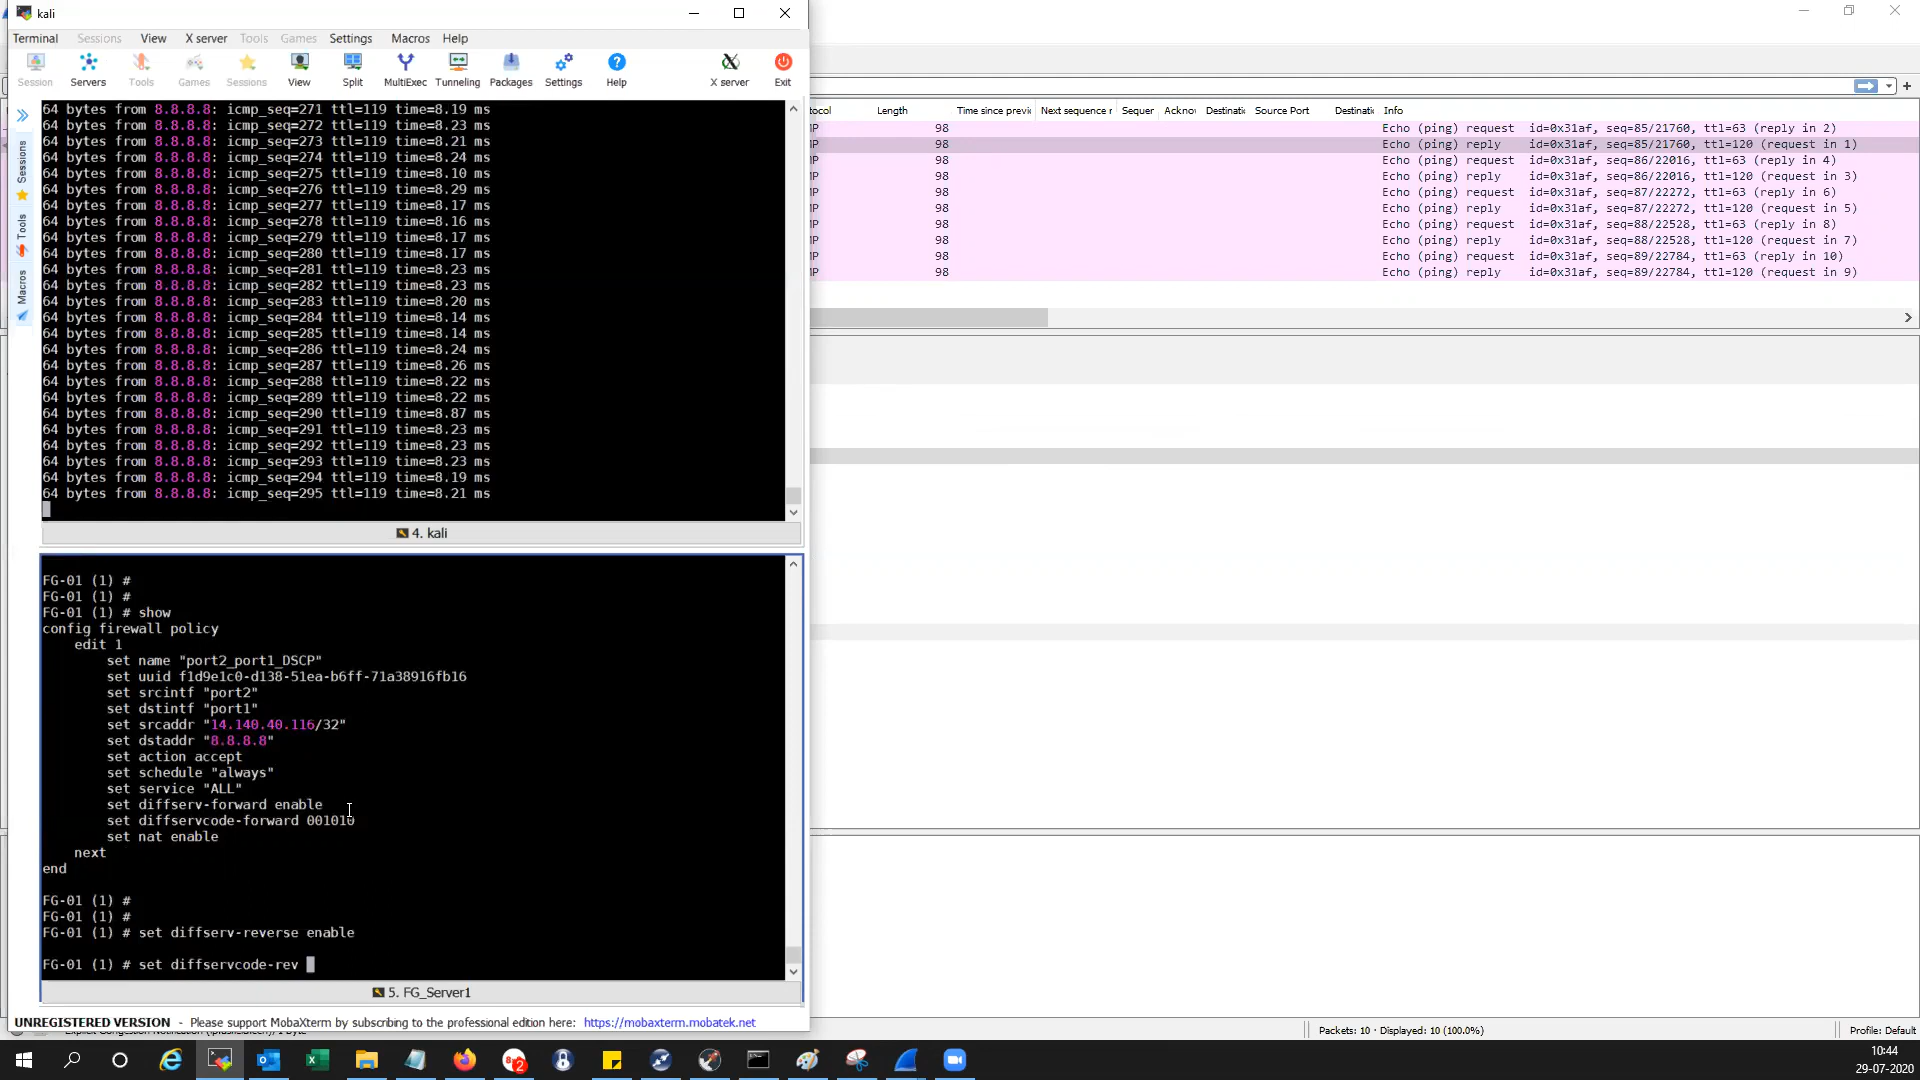 kali
Terminal Sessions View X server Tools Games Settings Macros Help
Session Servers Tools Games Sessions View Split MultiExec Tunneling Packages Settings Help X server Exit
Sessions
Tools
Macros
64 bytes from 8.8.8.8: icmp_seq=271 ttl=119 time=8.19 ms
64 bytes from 8.8.8.8: icmp_seq=272 ttl=119 time=8.23 ms
64 bytes from 8.8.8.8: icmp_seq=273 ttl=119 time=8.21 ms
64 bytes from 8.8.8.8: icmp_seq=274 ttl=119 time=8.24 ms
64 bytes from 8.8.8.8: icmp_seq=275 ttl=119 time=8.10 ms
64 bytes from 8.8.8.8: icmp_seq=276 ttl=119 time=8.29 ms
64 bytes from 8.8.8.8: icmp_seq=277 ttl=119 time=8.17 ms
64 bytes from 8.8.8.8: icmp_seq=278 ttl=119 time=8.16 ms
64 bytes from 8.8.8.8: icmp_seq=279 ttl=119 time=8.17 ms
64 bytes from 8.8.8.8: icmp_seq=280 ttl=119 time=8.17 ms
64 bytes from 8.8.8.8: icmp_seq=281 ttl=119 time=8.23 ms
64 bytes from 8.8.8.8: icmp_seq=282 ttl=119 time=8.23 ms
64 bytes from 8.8.8.8: icmp_seq=283 ttl=119 time=8.20 ms
64 bytes from 8.8.8.8: icmp_seq=284 ttl=119 time=8.14 ms
64 bytes from 8.8.8.8: icmp_seq=285 ttl=119 time=8.14 ms
64 bytes from 8.8.8.8: icmp_seq=286 ttl=119 time=8.24 ms
64 bytes from 8.8.8.8: icmp_seq=287 ttl=119 time=8.26 ms
64 bytes from 8.8.8.8: icmp_seq=288 ttl=119 time=8.22 ms
64 bytes from 8.8.8.8: icmp_seq=289 ttl=119 time=8.22 ms
64 bytes from 8.8.8.8: icmp_seq=290 ttl=119 time=8.87 ms
64 bytes from 8.8.8.8: icmp_seq=291 ttl=119 time=8.23 ms
64 bytes from 8.8.8.8: icmp_seq=292 ttl=119 time=8.23 ms
64 bytes from 8.8.8.8: icmp_seq=293 ttl=119 time=8.23 ms
64 bytes from 8.8.8.8: icmp_seq=294 ttl=119 time=8.19 ms
64 bytes from 8.8.8.8: icmp_seq=295 ttl=119 time=8.21 ms
4. kali
FG-01 (1) #
FG-01 (1) #
FG-01 (1) # show
config firewall policy
edit 1
set name "port2_port1_DSCP"
set uuid f1d9e1c0-d138-51ea-b6ff-71a38916fb16
set srcintf "port2"
set dstintf "port1"
set srcaddr "14.140.40.116/32"
set dstaddr "8.8.8.8"
set action accept
set schedule "always"
set service "ALL"
set diffserv-forward enable
set diffservcode-forward 001010
set nat enable
next
end
FG-01 (1) #
FG-01 (1) #
FG-01 (1) # set diffserv-reverse enable
FG-01 (1) # set diffservcode-rev
5. FG_Server1
UNREGISTERED VERSION - Please support MobaXterm by subscribing to the professional edition here: https://mobaxterm.mobatek.net
tocol Length Time since previ Next sequence r Sequer Ackno Destinatic Source Port Destinatic Info
MP 98 Echo (ping) request id=0x31af, seq=85/21760, ttl=63 (reply in 2)
MP 98 Echo (ping) reply id=0x31af, seq=85/21760, ttl=120 (request in 1)
MP 98 Echo (ping) request id=0x31af, seq=86/22016, ttl=63 (reply in 4)
MP 98 Echo (ping) reply id=0x31af, seq=86/22016, ttl=120 (request in 3)
MP 98 Echo (ping) request id=0x31af, seq=87/22272, ttl=63 (reply in 6)
MP 98 Echo (ping) reply id=0x31af, seq=87/22272, ttl=120 (request in 5)
MP 98 Echo (ping) request id=0x31af, seq=88/22528, ttl=63 (reply in 8)
MP 98 Echo (ping) reply id=0x31af, seq=88/22528, ttl=120 (request in 7)
MP 98 Echo (ping) request id=0x31af, seq=89/22784, ttl=63 (reply in 10)
MP 98 Echo (ping) reply id=0x31af, seq=89/22784, ttl=120 (request in 9)
Packets: 10 · Displayed: 10 (100.0%)
Profile: Default
2
10:44
29-07-2020